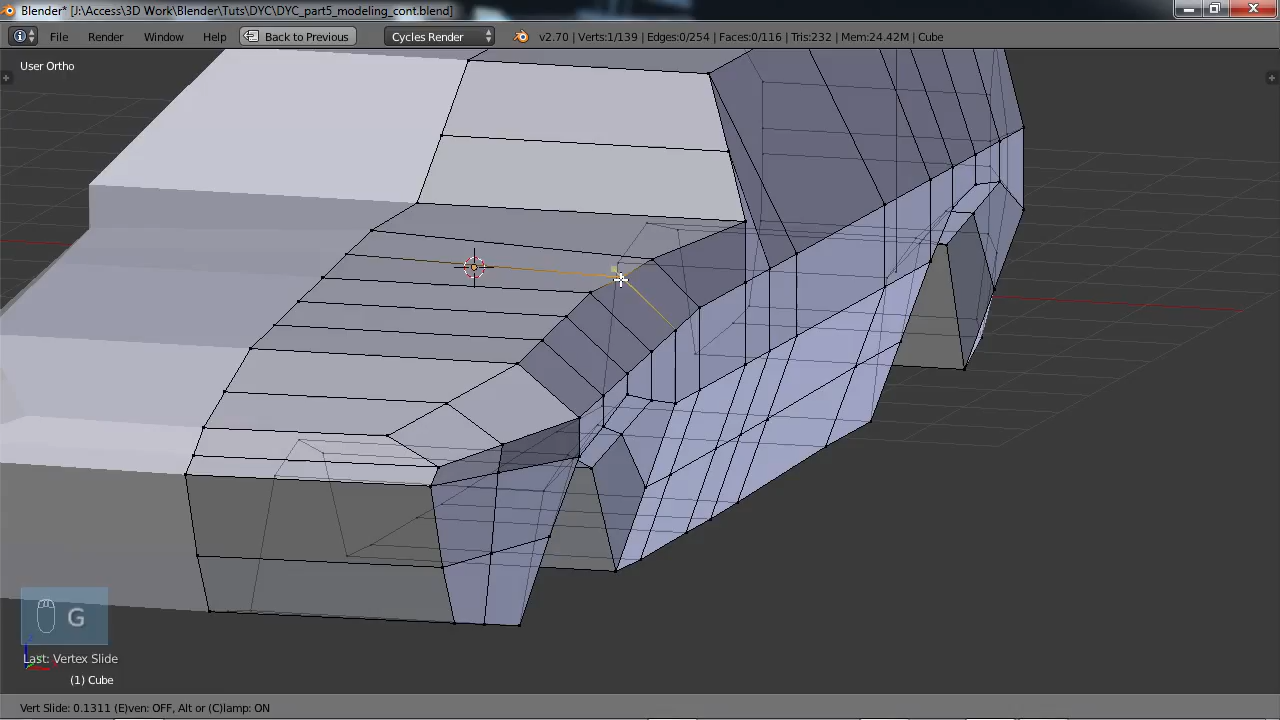 Blender* [J:\Access\3D Work\Blender\Tuts\DYC\DYC_part5_modeling_cont.blend]
File Render Window Help Back to Previous Cycles Render v2.70 | Verts:1/139 | Edges:0/254 | Faces:0/116 | Tris:232 | Mem:24.42M | Cube
User Ortho
G
Last: Vertex Slide
(1) Cube
Vert Slide: 0.1311 (E)ven: OFF, Alt or (C)lamp: ON